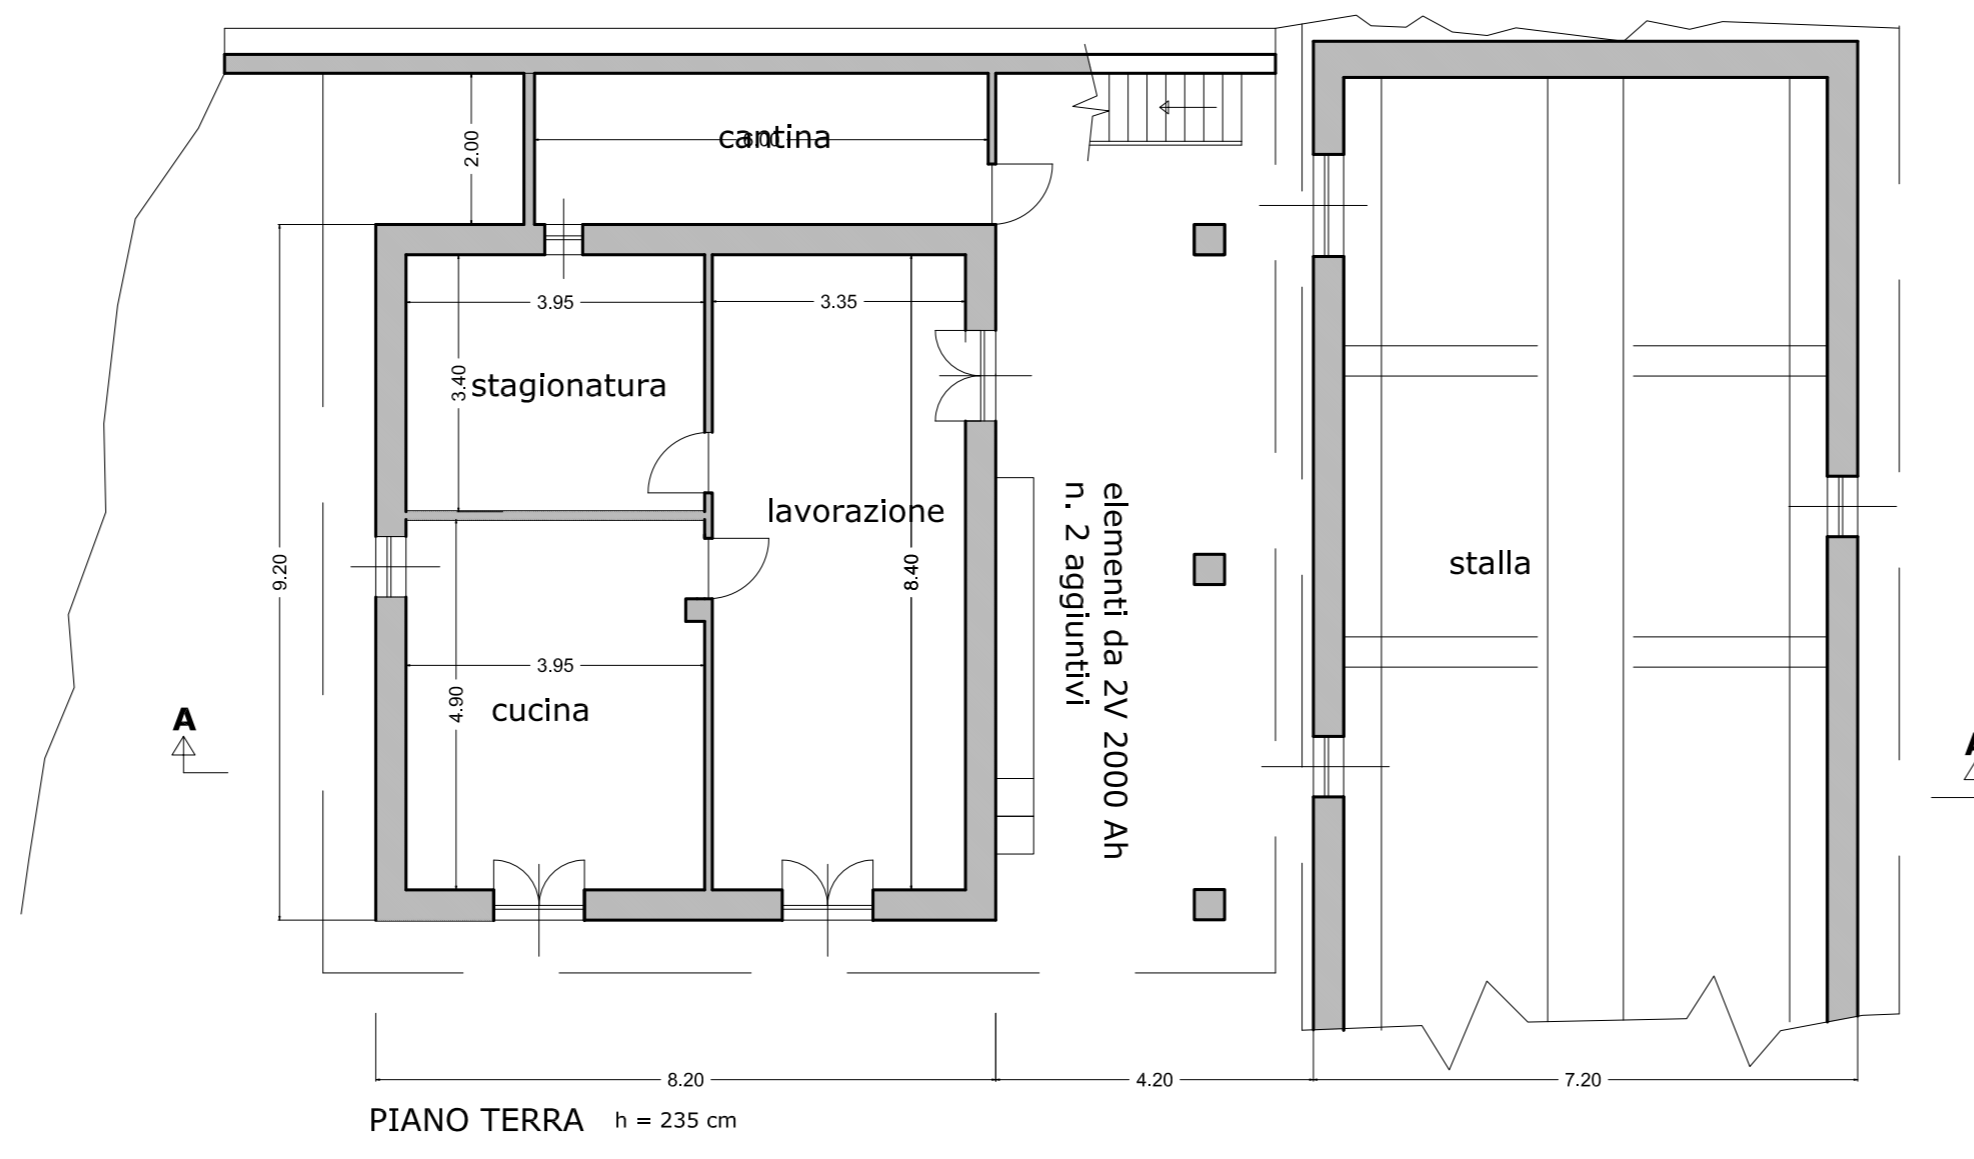 cantina
6.00
2.00
3.95
3.35
3.40
stagionatura
lavorazione
elementi da 2V 2000 Ah
n. 2 aggiuntivi
stalla
9.20
8.40
3.95
4.90
cucina
A
A
8.20
4.20
7.20
PIANO TERRA h = 235 cm